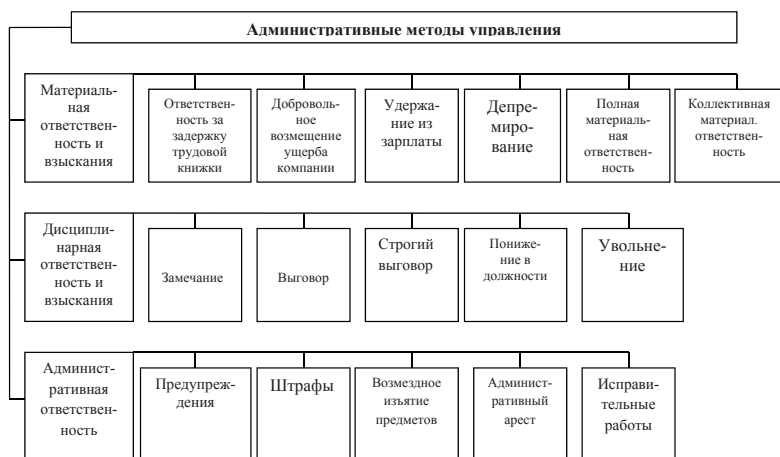 Административные методы управления
Материаль-
ная
ответствен-
ность и
взыскания
Ответствен-
ность за
задержку
трудовой
книжки
Доброволь-
ное
возмещение
ущерба
компании
Удержа-
ние из
зарплаты
Депре-
миро-
вание
Полная
материаль-
ная
ответствен-
ность
Коллективная
материал.
ответствен-
ность
Дисципли-
нарная
ответствен-
ность и
взыскания
Замечание
Выговор
Строгий
выговор
Пониже-
ние в
должности
Увольне-
ние
Админист-
ративная
ответствен-
ность
Предупреж-
дения
Штрафы
Возмездное
изъятие
предметов
Админист-
ративный
арест
Исправи-
тельные
работы